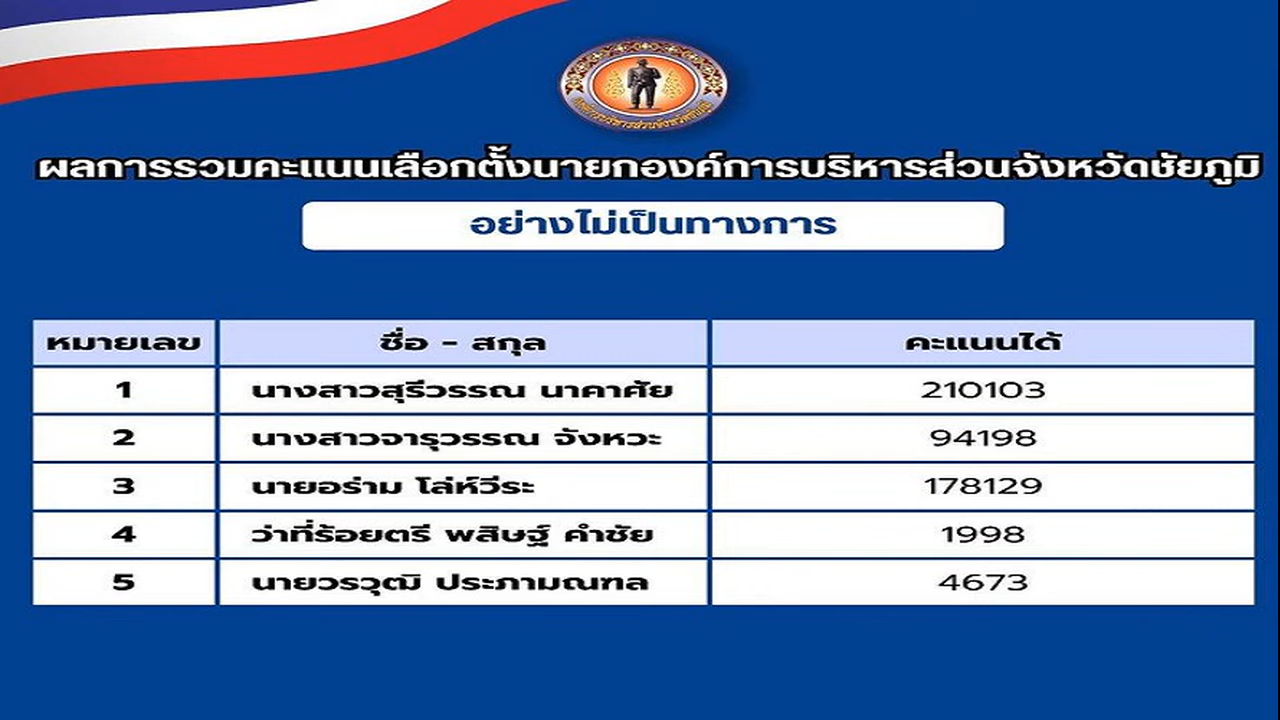 ผลการรวมคะแนนเลือกตั้งนายกองค์การบริหารส่วนจังหวัดชัยภูมิ
อย่างไม่เป็นทางการ
หมายเลข ชื่อ - สกุล คะแนนได้
1 นางสาวสุรีวรรณ นาคาศัย 210103
2 นางสาวจารุวรรณ จังหวะ 94198
3 นายอร่าม โล่ห์วีระ 178129
4 ว่าที่ร้อยตรี พสิษฐ์ คำชัย 1998
5 นายวรวุฒิ ประภามณฑล 4673